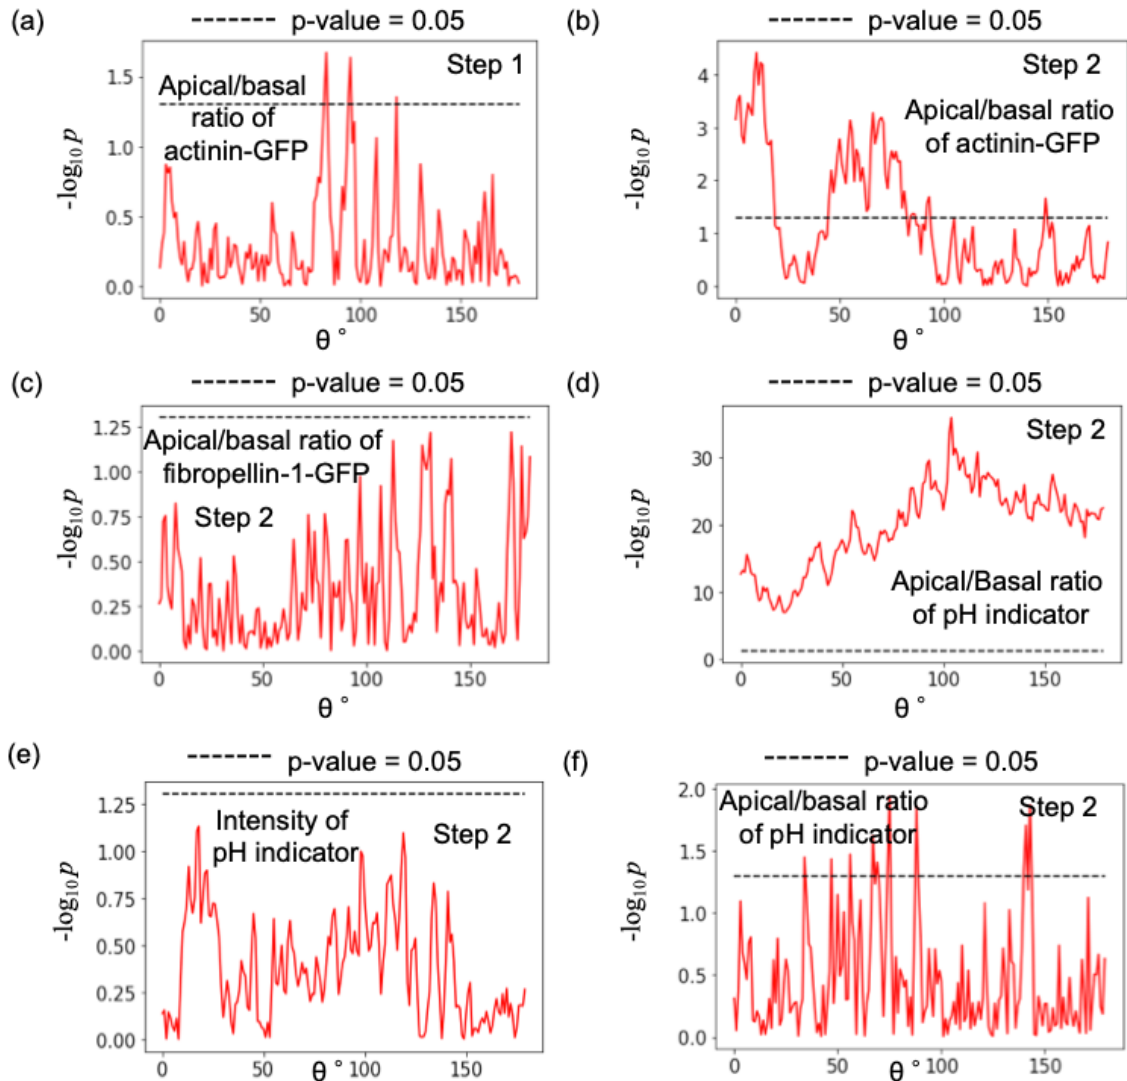 (a)
p-value = 0.05
Step 1
Apical/basal
ratio of
actinin-GFP
-log₁₀ p
1.5
1.0
0.5
0.0
0
50
100
150
θ °
(b)
p-value = 0.05
Step 2
Apical/basal ratio
of actinin-GFP
-log₁₀ p
4
3
2
1
0
0
50
100
150
θ °
(c)
p-value = 0.05
Apical/basal ratio of
fibropellin-1-GFP
Step 2
-log₁₀ p
1.25
1.00
0.75
0.50
0.25
0.00
0
50
100
150
θ °
(d)
p-value = 0.05
Step 2
Apical/Basal ratio
of pH indicator
-log₁₀ p
30
20
10
0
0
50
100
150
θ °
(e)
p-value = 0.05
Intensity of
pH indicator
Step 2
-log₁₀ p
1.25
1.00
0.75
0.50
0.25
0.00
0
50
100
150
θ °
(f)
p-value = 0.05
Apical/basal ratio
of pH indicator
Step 2
-log₁₀ p
2.0
1.5
1.0
0.5
0.0
0
50
100
150
θ °